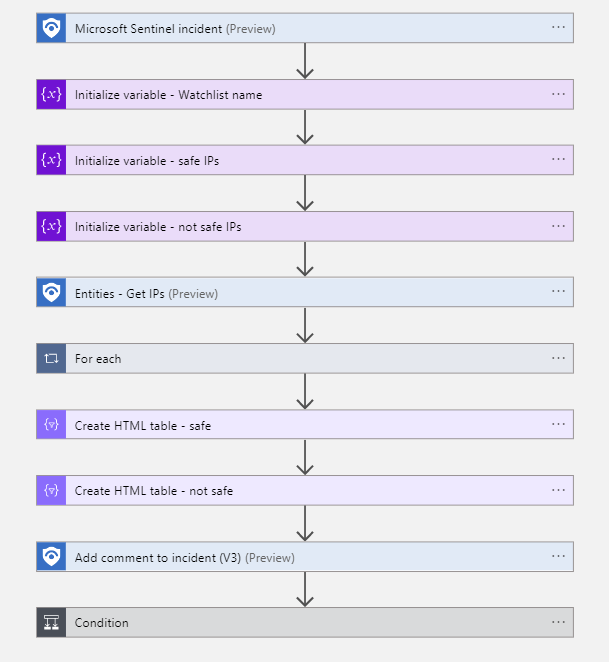 Microsoft Sentinel incident (Preview) ...
{x} Initialize variable - Watchlist name ...
{x} Initialize variable - safe IPs ...
{x} Initialize variable - not safe IPs ...
Entities - Get IPs (Preview) ...
For each ...
{▿} Create HTML table - safe ...
{▿} Create HTML table - not safe ...
Add comment to incident (V3) (Preview) ...
Condition ...